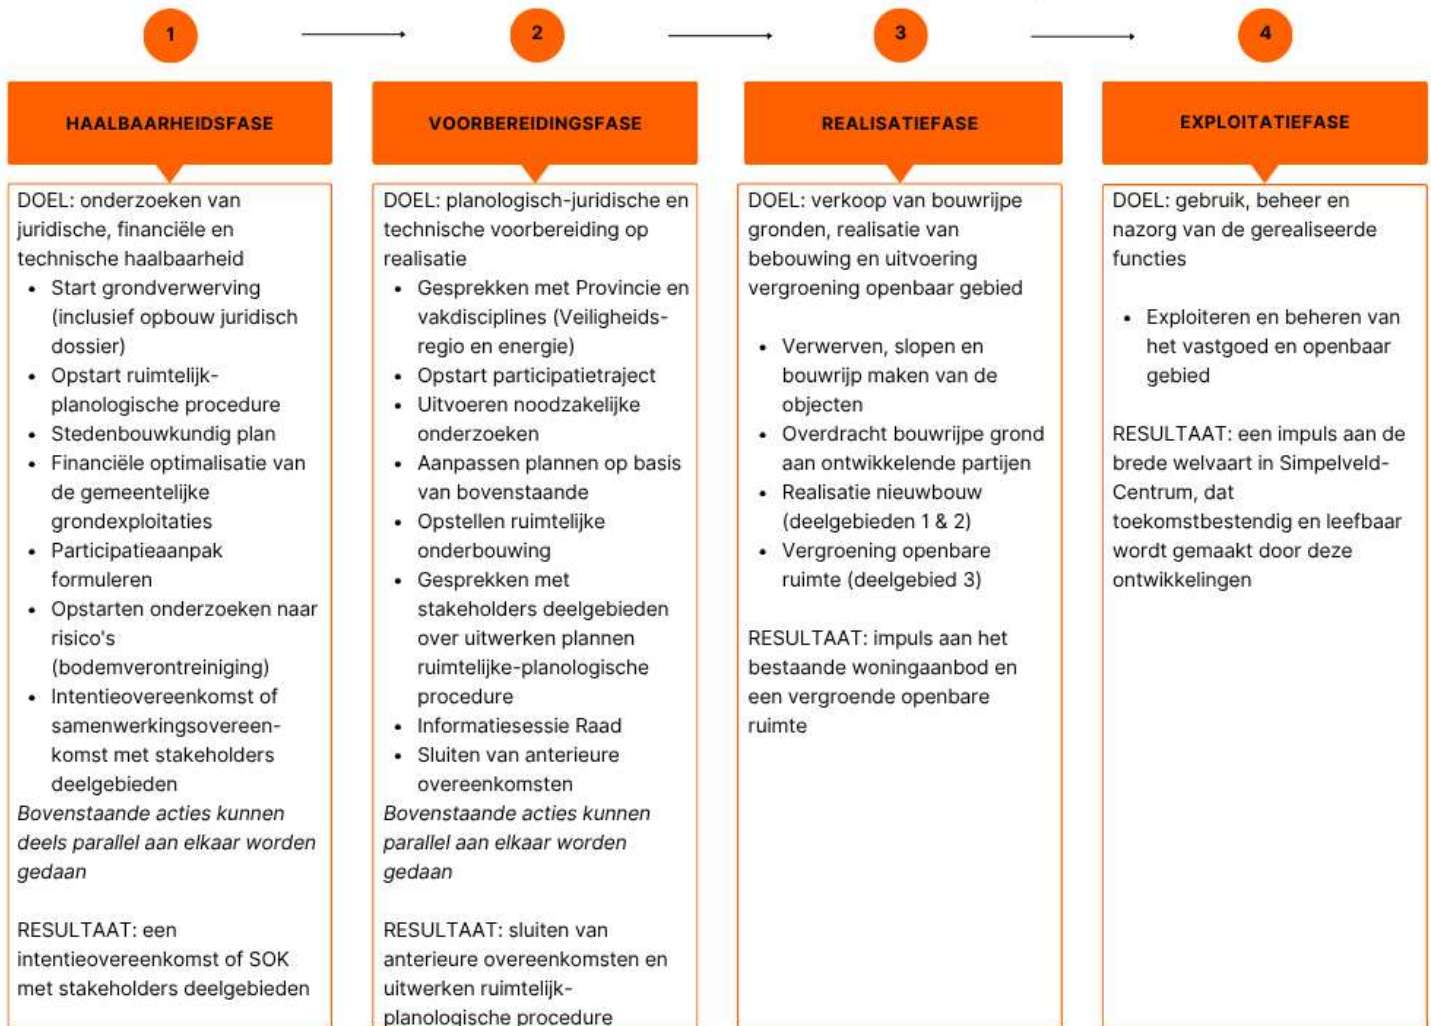 1
2
3
4
HAALBAARHEIDSFASE
DOEL: onderzoeken van
juridische, financiële en
technische haalbaarheid
• Start grondverwerving
(inclusief opbouw juridisch
dossier)
• Opstart ruimtelijk-
planologische procedure
• Stedenbouwkundig plan
• Financiële optimalisatie van
de gemeentelijke
grondexploitaties
• Participatieaanpak
formuleren
• Opstarten onderzoeken naar
risico's
(bodemverontreiniging)
• Intentieovereenkomst of
samenwerkingsovereen-
komst met stakeholders
deelgebieden
Bovenstaande acties kunnen
deels parallel aan elkaar worden
gedaan
RESULTAAT: een
intentieovereenkomst of SOK
met stakeholders deelgebieden
VOORBEREIDINGSFASE
DOEL: planologisch-juridische en
technische voorbereiding op
realisatie
• Gesprekken met Provincie en
vakdisciplines (Veiligheids-
regio en energie)
• Opstart participatietraject
• Uitvoeren noodzakelijke
onderzoeken
• Aanpassen plannen op basis
van bovenstaande
• Opstellen ruimtelijke
onderbouwing
• Gesprekken met
stakeholders deelgebieden
over uitwerken plannen
ruimtelijke-planologische
procedure
• Informatiesessie Raad
• Sluiten van anterieure
overeenkomsten
Bovenstaande acties kunnen
parallel aan elkaar worden
gedaan
RESULTAAT: sluiten van
anterieure overeenkomsten en
uitwerken ruimtelijk-
planologische procedure
REALISATIEFASE
DOEL: verkoop van bouwrijpe
gronden, realisatie van
bebouwing en uitvoering
vergroening openbaar gebied
• Verwerven, slopen en
bouwrijp maken van de
objecten
• Overdracht bouwrijpe grond
aan ontwikkelende partijen
• Realisatie nieuwbouw
(deelgebieden 1 & 2)
• Vergroening openbare
ruimte (deelgebied 3)
RESULTAAT: impuls aan het
bestaande woningaanbod en
een vergroende openbare
ruimte
EXPLOITATIEFASE
DOEL: gebruik, beheer en
nazorg van de gerealiseerde
functies
• Exploiteren en beheren van
het vastgoed en openbaar
gebied
RESULTAAT: een impuls aan de
brede welvaart in Simpelveld-
Centrum, dat
toekomstbestendig en leefbaar
wordt gemaakt door deze
ontwikkelingen